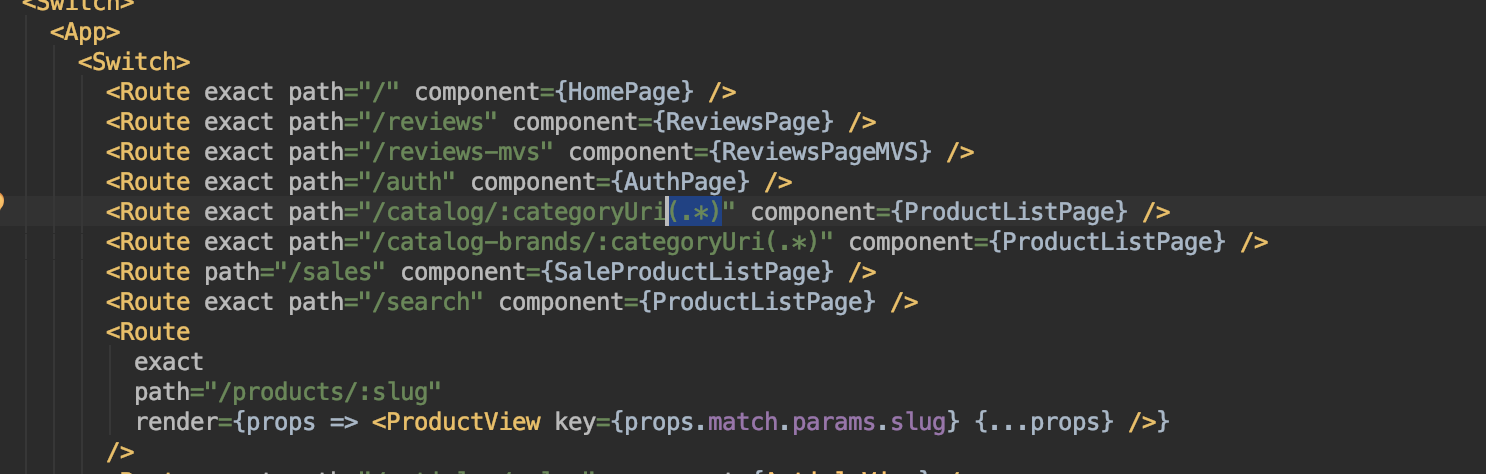 <Switch>
<App>
<Switch>
<Route exact path="/" component={HomePage} />
<Route exact path="/reviews" component={ReviewsPage} />
<Route exact path="/reviews-mvs" component={ReviewsPageMVS} />
<Route exact path="/auth" component={AuthPage} />
<Route exact path="/catalog/:categoryUri(.*)" component={ProductListPage} />
<Route exact path="/catalog-brands/:categoryUri(.*)" component={ProductListPage} />
<Route path="/sales" component={SaleProductListPage} />
<Route exact path="/search" component={ProductListPage} />
<Route
exact
path="/products/:slug"
render={props => <ProductView key={props.match.params.slug} {...props} />}
/>